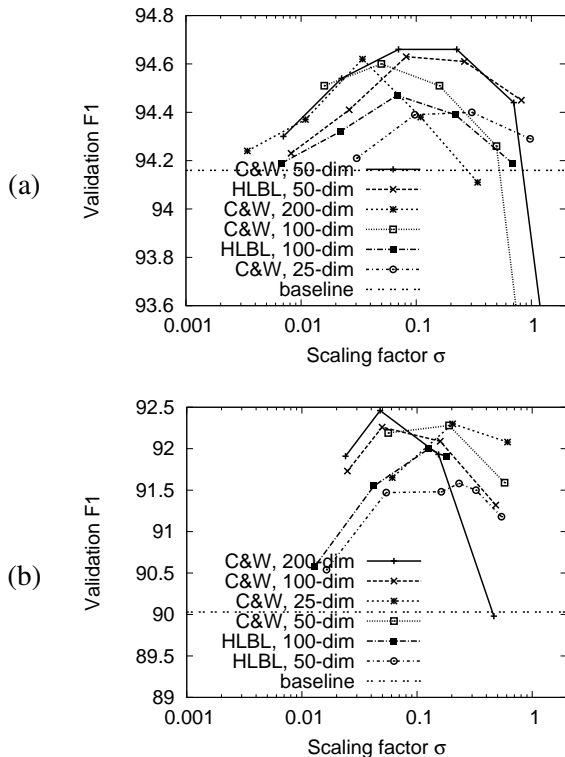 (a)
Validation F1
94.8
94.6
94.4
94.2
94
93.8
93.6
C&W, 50-dim
HLBL, 50-dim
C&W, 200-dim
C&W, 100-dim
HLBL, 100-dim
C&W, 25-dim
baseline
0.001
0.01
0.1
1
Scaling factor σ
(b)
Validation F1
92.5
92
91.5
91
90.5
90
89.5
89
C&W, 200-dim
C&W, 100-dim
C&W, 25-dim
C&W, 50-dim
HLBL, 100-dim
HLBL, 50-dim
baseline
0.001
0.01
0.1
1
Scaling factor σ